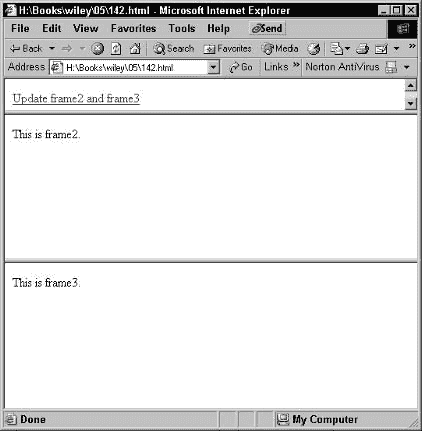 H:\Books\wiley\05\142.html - Microsoft Internet Explorer
File Edit View Favorites Tools Help Send
Back Search Favorites Media
Address H:\Books\wiley\05\142.html Go Links » Norton AntiVirus
Update frame2 and frame3
This is frame2.
This is frame3.
Done My Computer